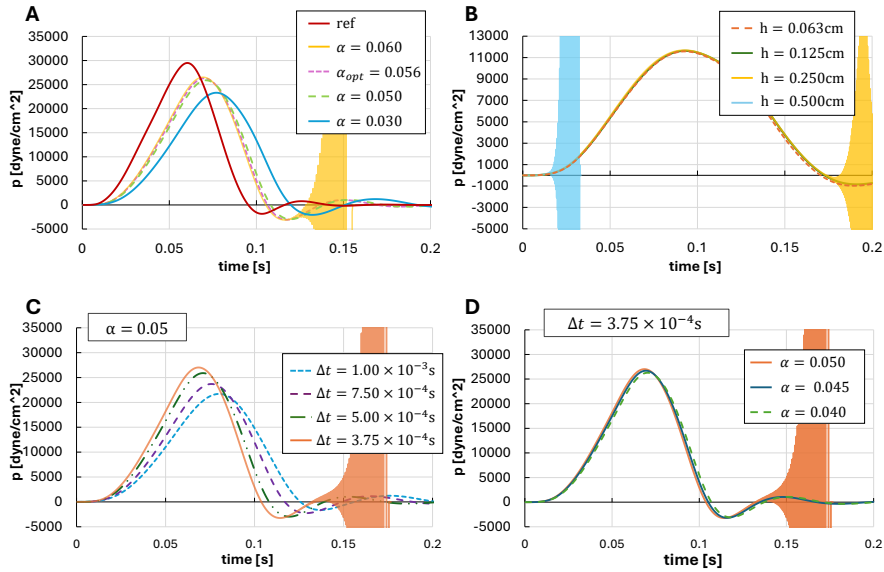 A
35000
30000
25000
20000
15000
10000
5000
0
-5000
p [dyne/cm^2]
0
0.05
0.1
0.15
0.2
time [s]
ref
α = 0.060
α_opt = 0.056
α = 0.050
α = 0.030
B
13000
11000
9000
7000
5000
3000
1000
-1000
-3000
-5000
p [dyne/cm^2]
0
0.05
0.1
0.15
0.2
time [s]
h = 0.063cm
h = 0.125cm
h = 0.250cm
h = 0.500cm
C
α = 0.05
35000
30000
25000
20000
15000
10000
5000
0
-5000
p [dyne/cm^2]
0
0.05
0.1
0.15
0.2
time [s]
Δt = 1.00 × 10⁻³s
Δt = 7.50 × 10⁻⁴s
Δt = 5.00 × 10⁻⁴s
Δt = 3.75 × 10⁻⁴s
D
Δt = 3.75 × 10⁻⁴s
35000
30000
25000
20000
15000
10000
5000
0
-5000
p [dyne/cm^2]
0
0.05
0.1
0.15
0.2
time [s]
α = 0.050
α = 0.045
α = 0.040